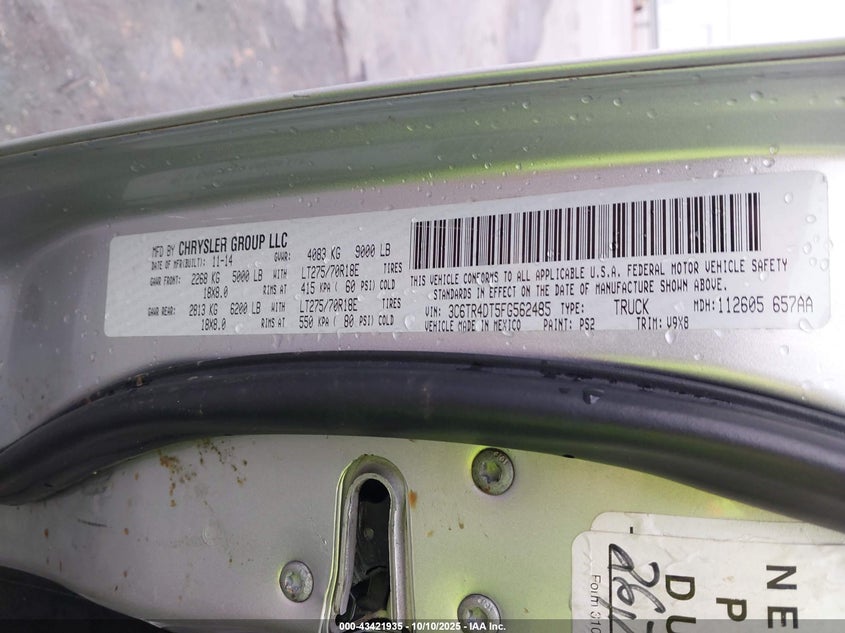 MFD BY CHRYSLER GROUP LLC
DATE OF MFR(BUILT): 11-14 GVWR: 4083 KG 9000 LB
GAWR FRONT: 2268 KG 5000 LB WITH LT275/70R18E TIRES
18X8.0 RIMS AT 415 KPA ( 60 PSI) COLD
GAWR REAR: 2813 KG 6200 LB WITH LT275/70R18E TIRES
18X8.0 RIMS AT 550 KPA ( 80 PSI) COLD
THIS VEHICLE CONFORMS TO ALL APPLICABLE U.S.A. FEDERAL MOTOR VEHICLE SAFETY
STANDARDS IN EFFECT ON THE DATE OF MANUFACTURE SHOWN ABOVE.
VIN: 3C6TR4DT5FG562485 TYPE: TRUCK MDH: 112605 657AA
VEHICLE MADE IN MEXICO PAINT: PS2 TRIM: V9X8
NE
P
DU
Form
000-43421935 - 10/10/2025 - IAA Inc.